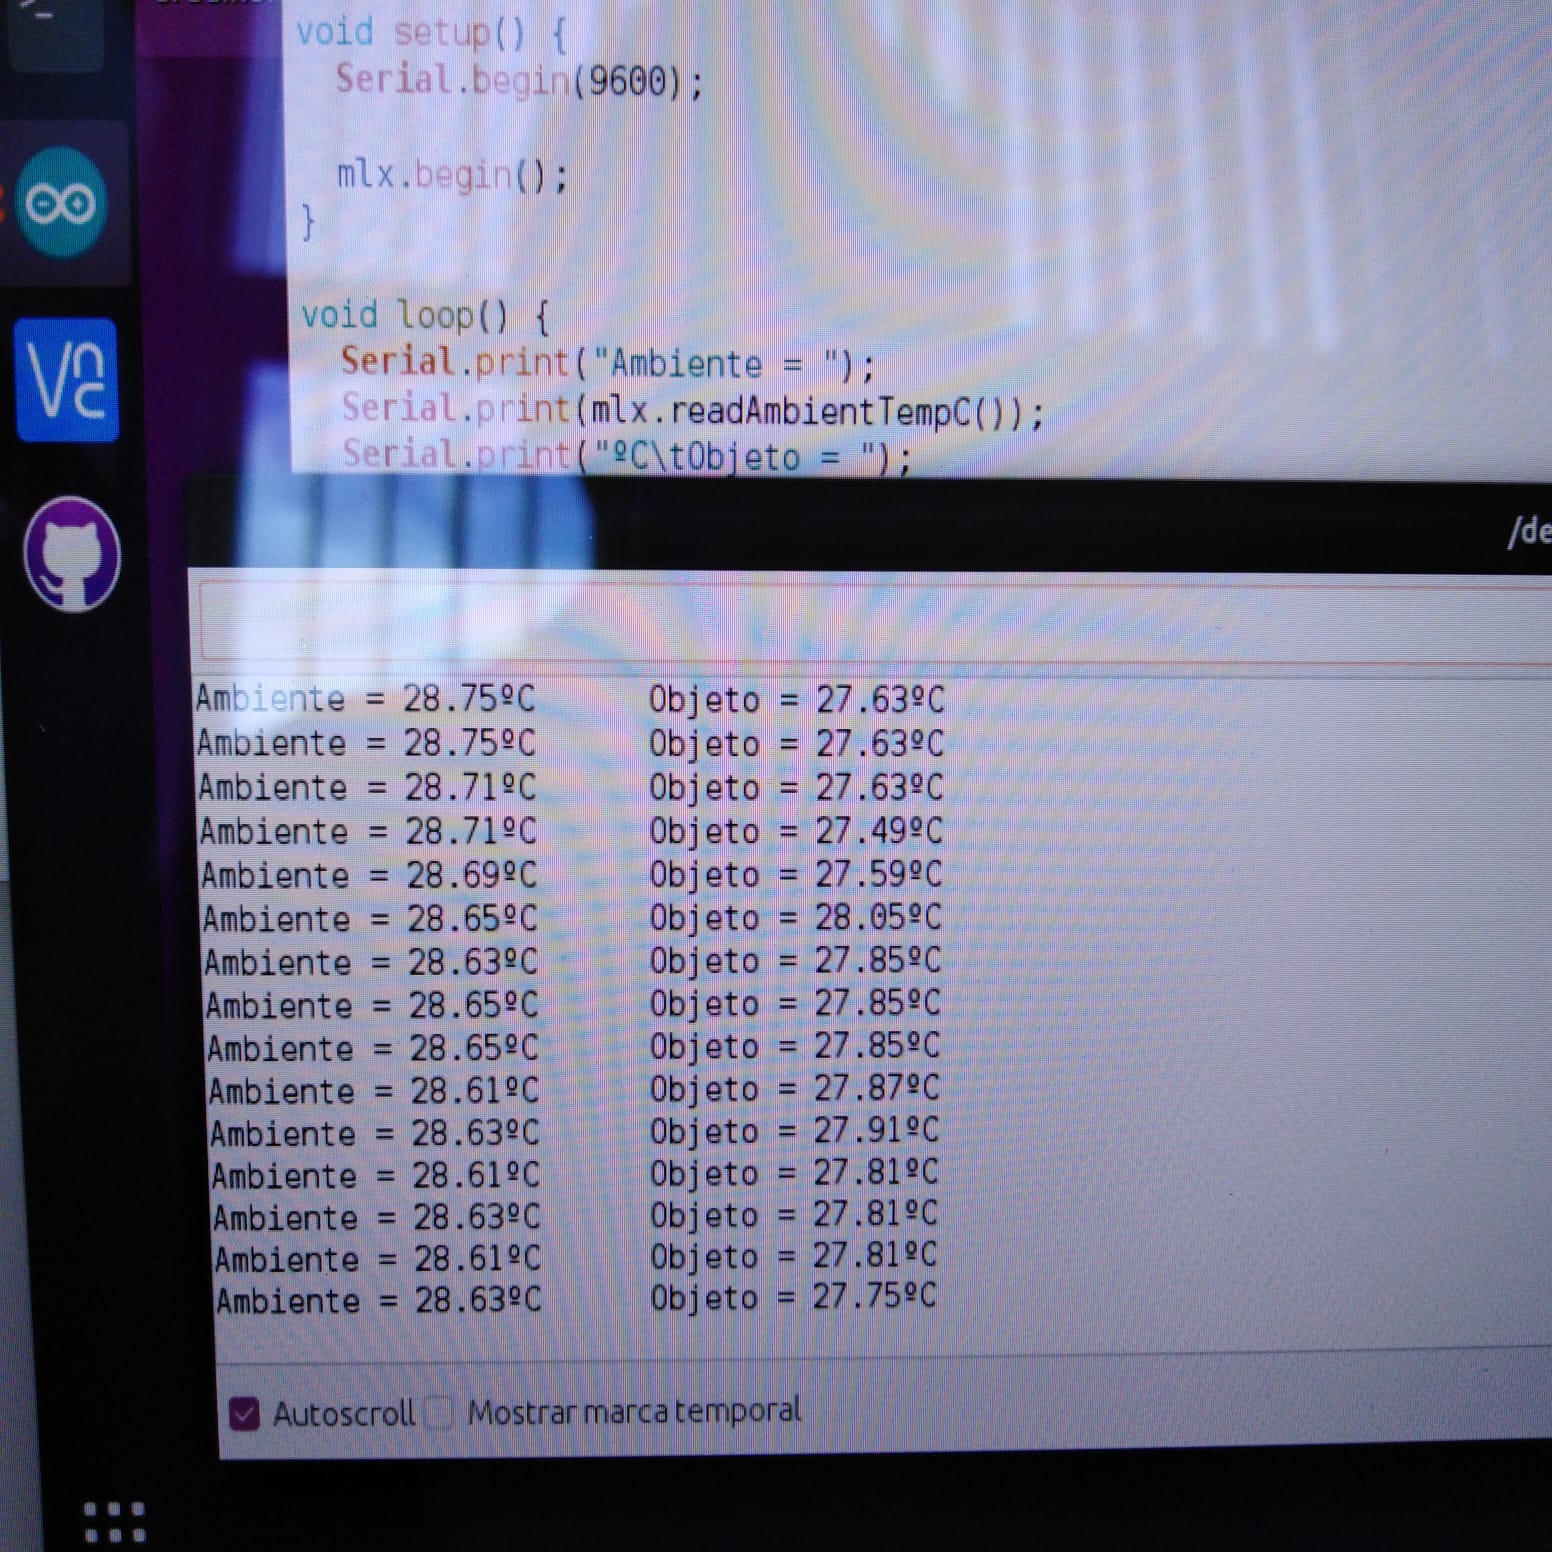 >_
void setup() {
Serial.begin(9600);
mlx.begin();
}
void loop() {
Serial.print("Ambiente = ");
Serial.print(mlx.readAmbientTempC());
Serial.print("ºC\tObjeto = ");
Vnc
/de
Ambiente = 28.75ºC	Objeto = 27.63ºC
Ambiente = 28.75ºC	Objeto = 27.63ºC
Ambiente = 28.71ºC	Objeto = 27.63ºC
Ambiente = 28.71ºC	Objeto = 27.49ºC
Ambiente = 28.69ºC	Objeto = 27.59ºC
Ambiente = 28.65ºC	Objeto = 28.05ºC
Ambiente = 28.63ºC	Objeto = 27.85ºC
Ambiente = 28.65ºC	Objeto = 27.85ºC
Ambiente = 28.65ºC	Objeto = 27.85ºC
Ambiente = 28.61ºC	Objeto = 27.87ºC
Ambiente = 28.63ºC	Objeto = 27.91ºC
Ambiente = 28.61ºC	Objeto = 27.81ºC
Ambiente = 28.63ºC	Objeto = 27.81ºC
Ambiente = 28.61ºC	Objeto = 27.81ºC
Ambiente = 28.63ºC	Objeto = 27.75ºC
Autoscroll Mostrar marca temporal